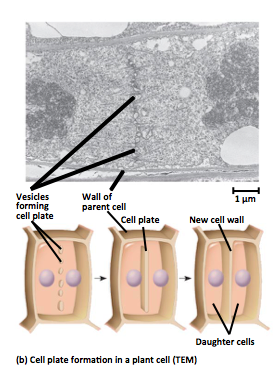 Vesicles
forming
cell plate
Wall of
parent cell
1 µm
Cell plate
New cell wall
Daughter cells
(b) Cell plate formation in a plant cell (TEM)